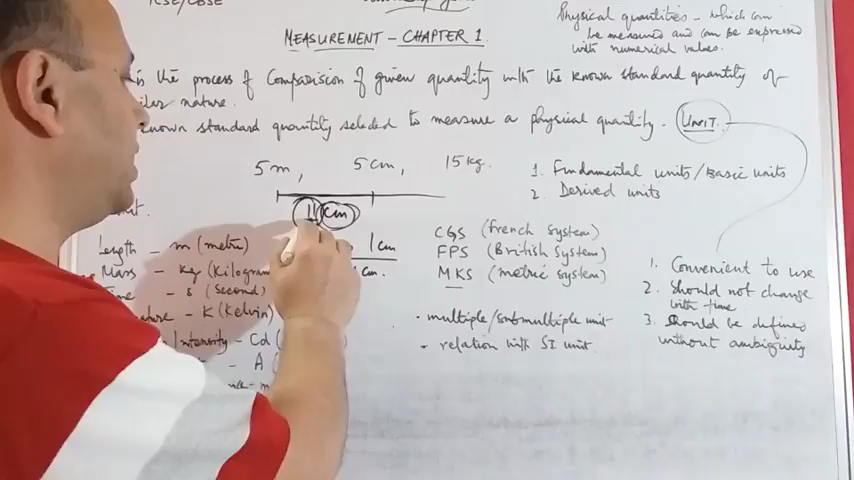 ICSE/CBSE
Physical quantities - which can
be measured and can be expressed
with numerical values.
MEASUREMENT - CHAPTER 1.
is the process of Comparision of given quantity with the known standard quantity of
nature.
known standard quantity seleded to measure a physical quantity. UNIT.
5m, 5cm, 15kg.
1. Fundamental units/Basic units
2. Derived units
11 cm
Length - m (metre)
1cm
cm.
Mass - kg (Kilogram
- s (Second)
- K (Kelvin)
Intensity - Cd (
- A (
CGS (french system)
FPS (British System)
MKS (metric system)
• multiple/submultiple unit
- relation with SI unit.
1. Convenient to use
2. Should not change
with time
3. Should be defined
without ambiguity